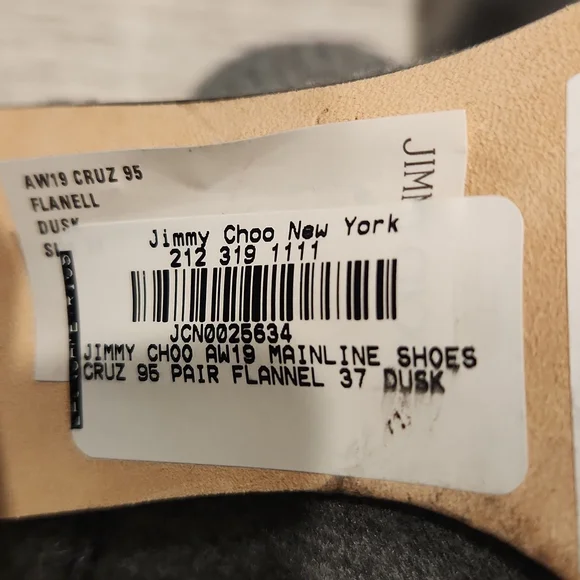 AW19 CRUZ 95
FLANELL
DUSK
JIM
Jimmy Choo New York
212 319 1111
JCN0025634
JIMMY CHOO AW19 MAINLINE SHOES
CRUZ 95 PAIR FLANNEL 37 DUSK